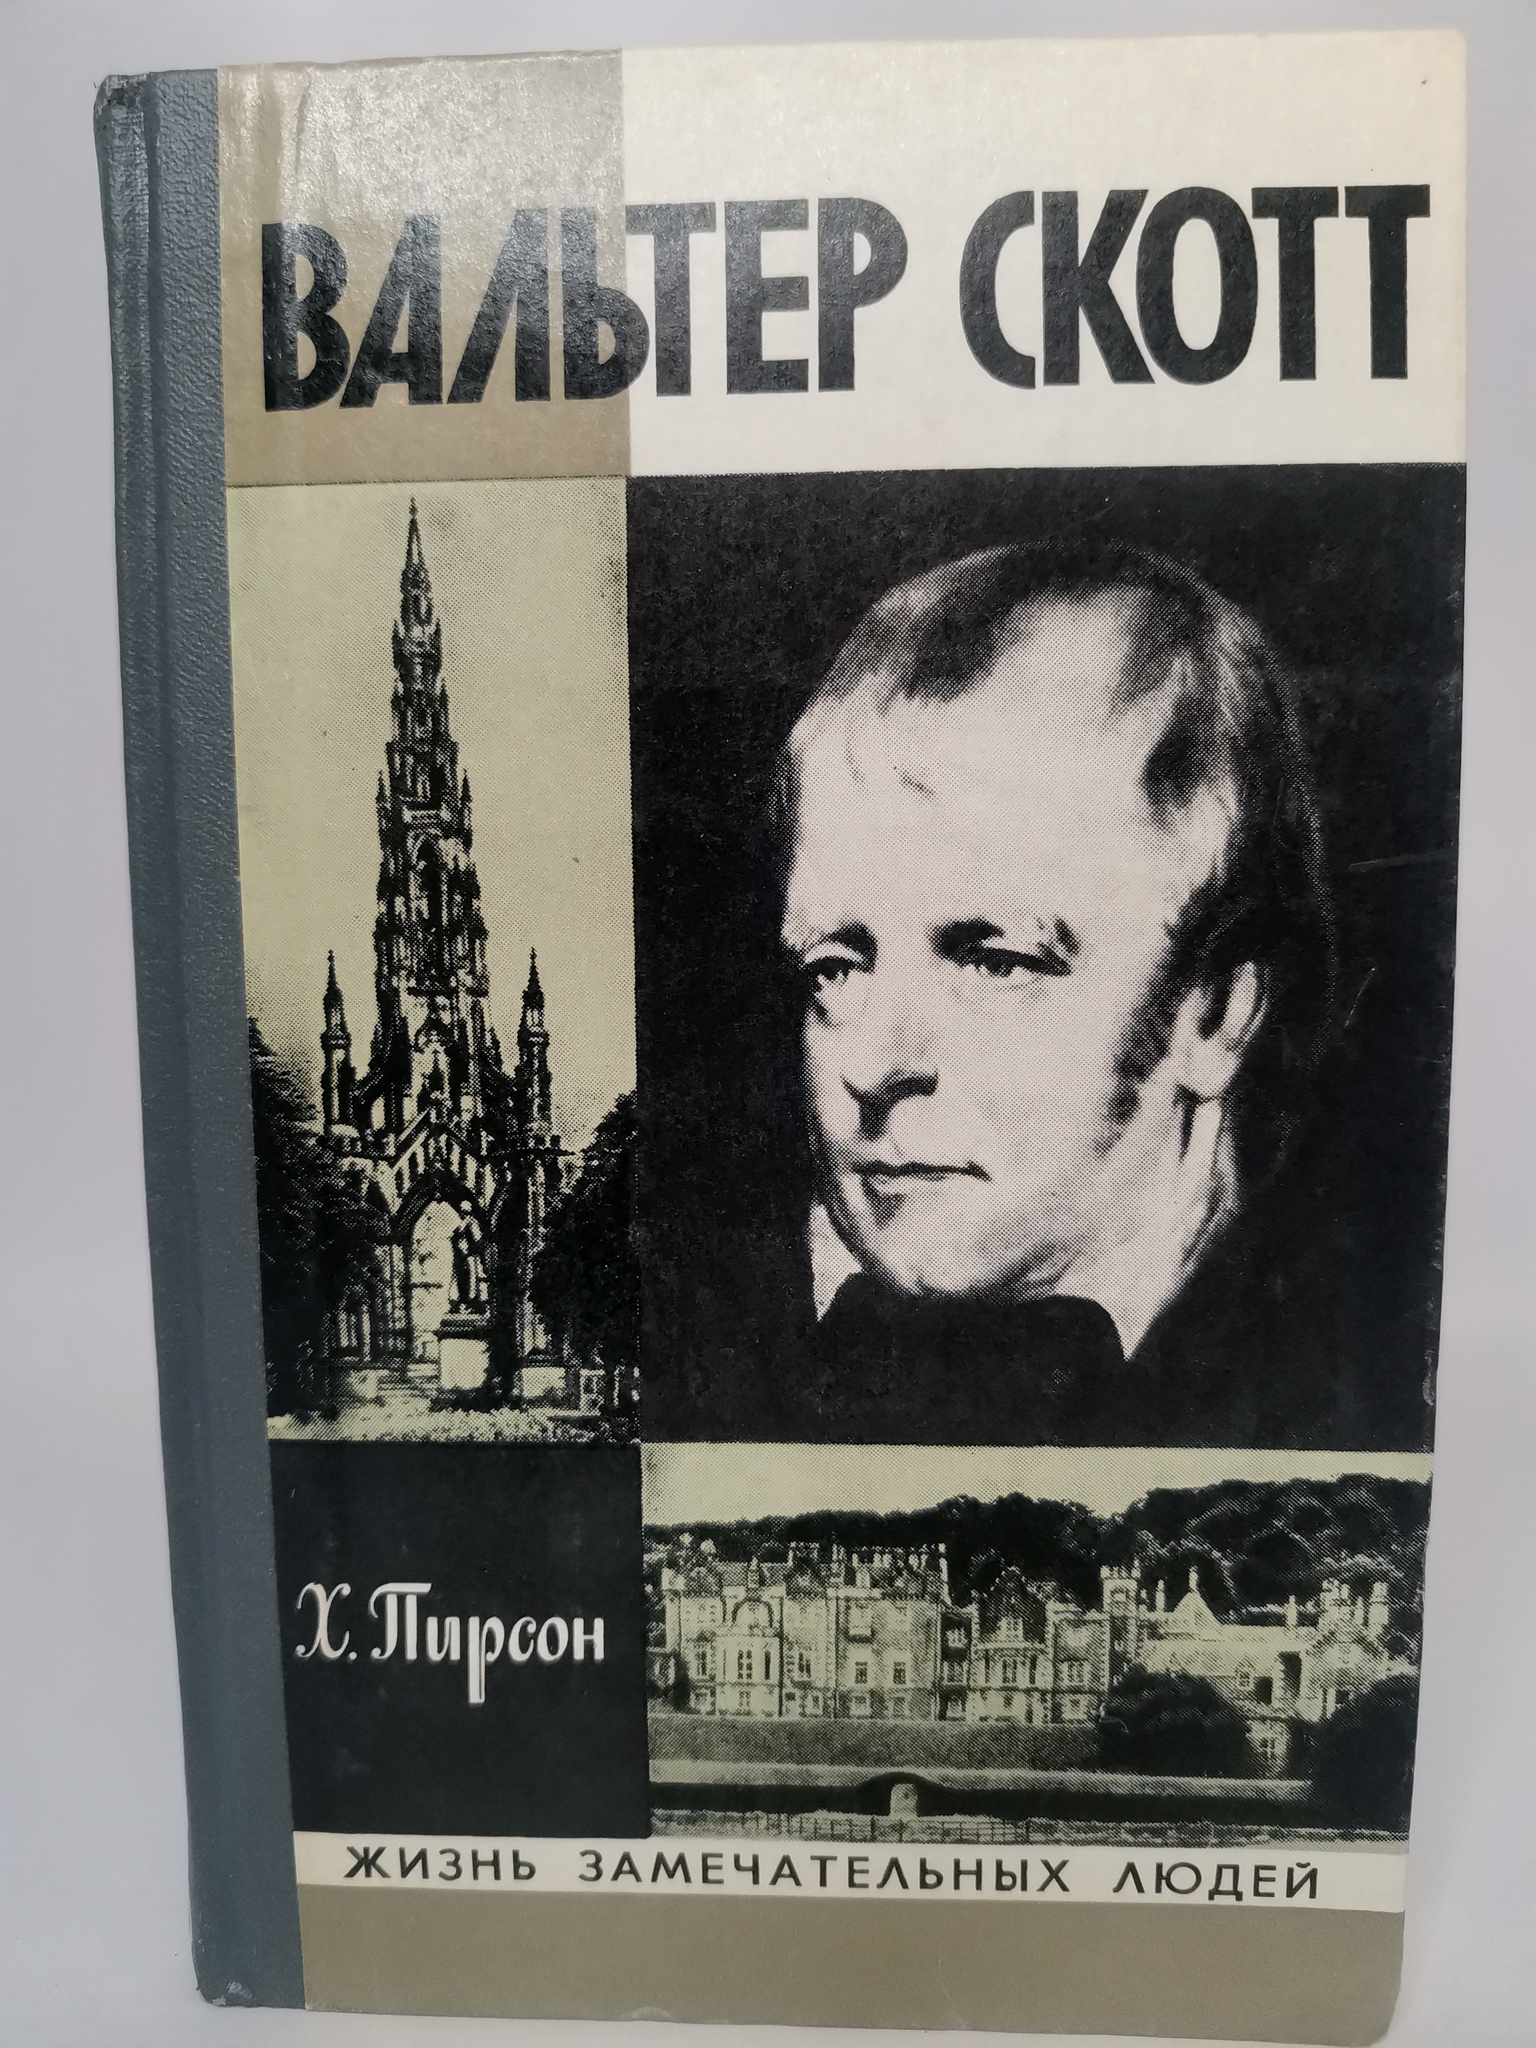 ВАЛЬТЕР СКОТТ
Х. Пирсон
ЖИЗНЬ ЗАМЕЧАТЕЛЬНЫХ ЛЮДЕЙ